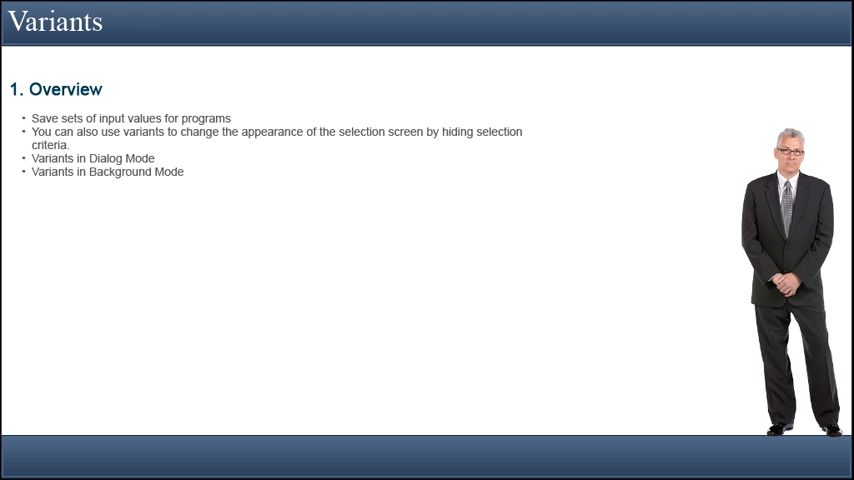 Variants
1. Overview
• Save sets of input values for programs
• You can also use variants to change the appearance of the selection screen by hiding selection
criteria.
• Variants in Dialog Mode
• Variants in Background Mode